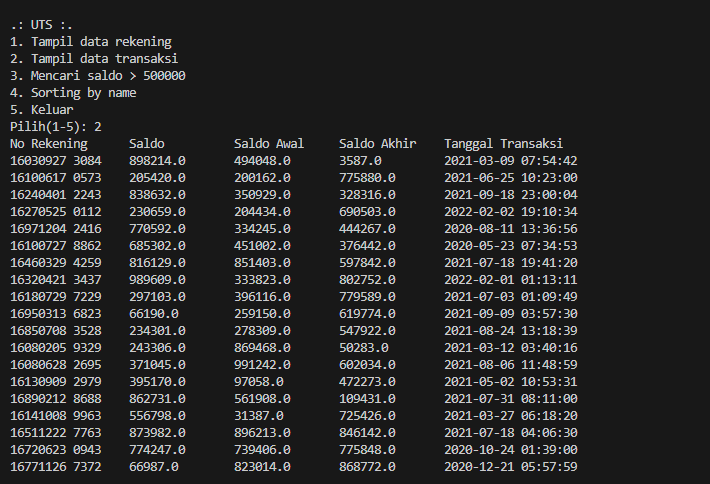 .: UTS :.
1. Tampil data rekening
2. Tampil data transaksi
3. Mencari saldo > 500000
4. Sorting by name
5. Keluar
Pilih(1-5): 2
No Rekening Saldo Saldo Awal Saldo Akhir Tanggal Transaksi
16030927 3084 898214.0 494048.0 3587.0 2021-03-09 07:54:42
16100617 0573 205420.0 200162.0 775880.0 2021-06-25 10:23:00
16240401 2243 838632.0 350929.0 328316.0 2021-09-18 23:00:04
16270525 0112 230659.0 204434.0 690503.0 2022-02-02 19:10:34
16971204 2416 770592.0 334245.0 444267.0 2020-08-11 13:36:56
16100727 8862 685302.0 451002.0 376442.0 2020-05-23 07:34:53
16460329 4259 816129.0 851403.0 597842.0 2021-07-18 19:41:20
16320421 3437 989609.0 333823.0 802752.0 2022-02-01 01:13:11
16180729 7229 297103.0 396116.0 779589.0 2021-07-03 01:09:49
16950313 6823 66190.0 259150.0 619774.0 2021-09-09 03:57:30
16850708 3528 234301.0 278309.0 547922.0 2021-08-24 13:18:39
16080205 9329 243306.0 869468.0 50283.0 2021-03-12 03:40:16
16080628 2695 371045.0 991242.0 602034.0 2021-08-06 11:48:59
16130909 2979 395170.0 97058.0 472273.0 2021-05-02 10:53:31
16890212 8688 862731.0 561908.0 109431.0 2021-07-31 08:11:00
16141008 9963 556798.0 31387.0 725426.0 2021-03-27 06:18:20
16511222 7763 873982.0 896213.0 846142.0 2021-07-18 04:06:30
16720623 0943 774247.0 739406.0 775848.0 2020-10-24 01:39:00
16771126 7372 66987.0 823014.0 868772.0 2020-12-21 05:57:59